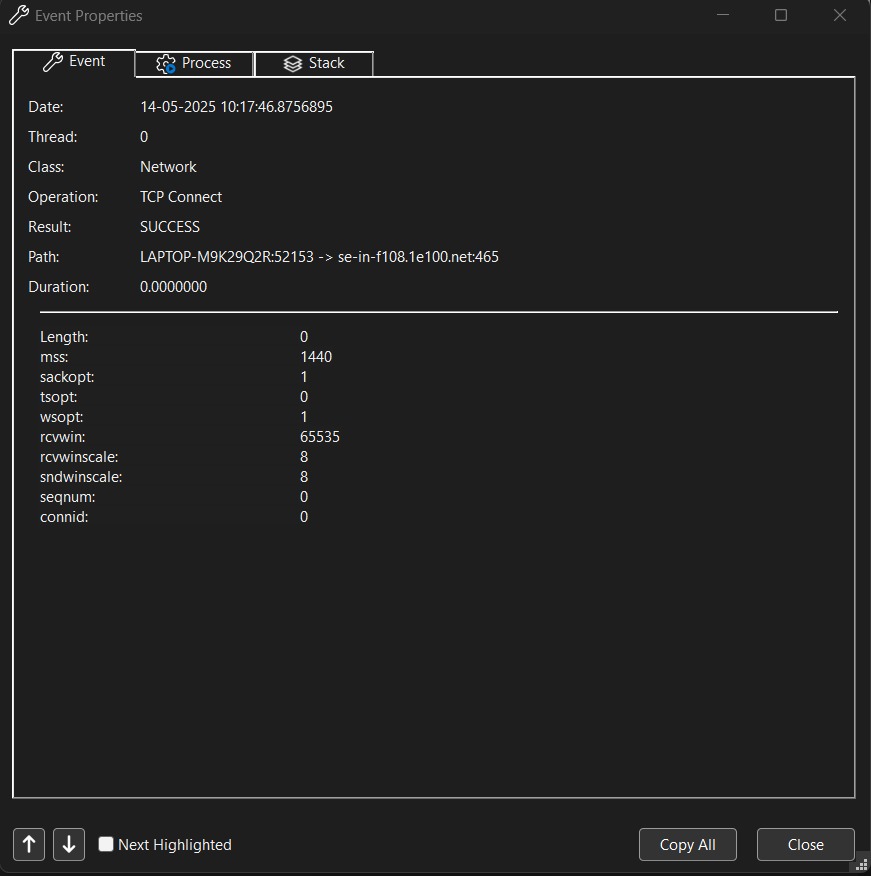 Event Properties
Event Process Stack
Date: 14-05-2025 10:17:46.8756895
Thread: 0
Class: Network
Operation: TCP Connect
Result: SUCCESS
Path: LAPTOP-M9K29Q2R:52153 -> se-in-f108.1e100.net:465
Duration: 0.0000000
Length: 0
mss: 1440
sackopt: 1
tsopt: 0
wsopt: 1
rcvwin: 65535
rcvwinscale: 8
sndwinscale: 8
seqnum: 0
connid: 0
Next Highlighted Copy All Close